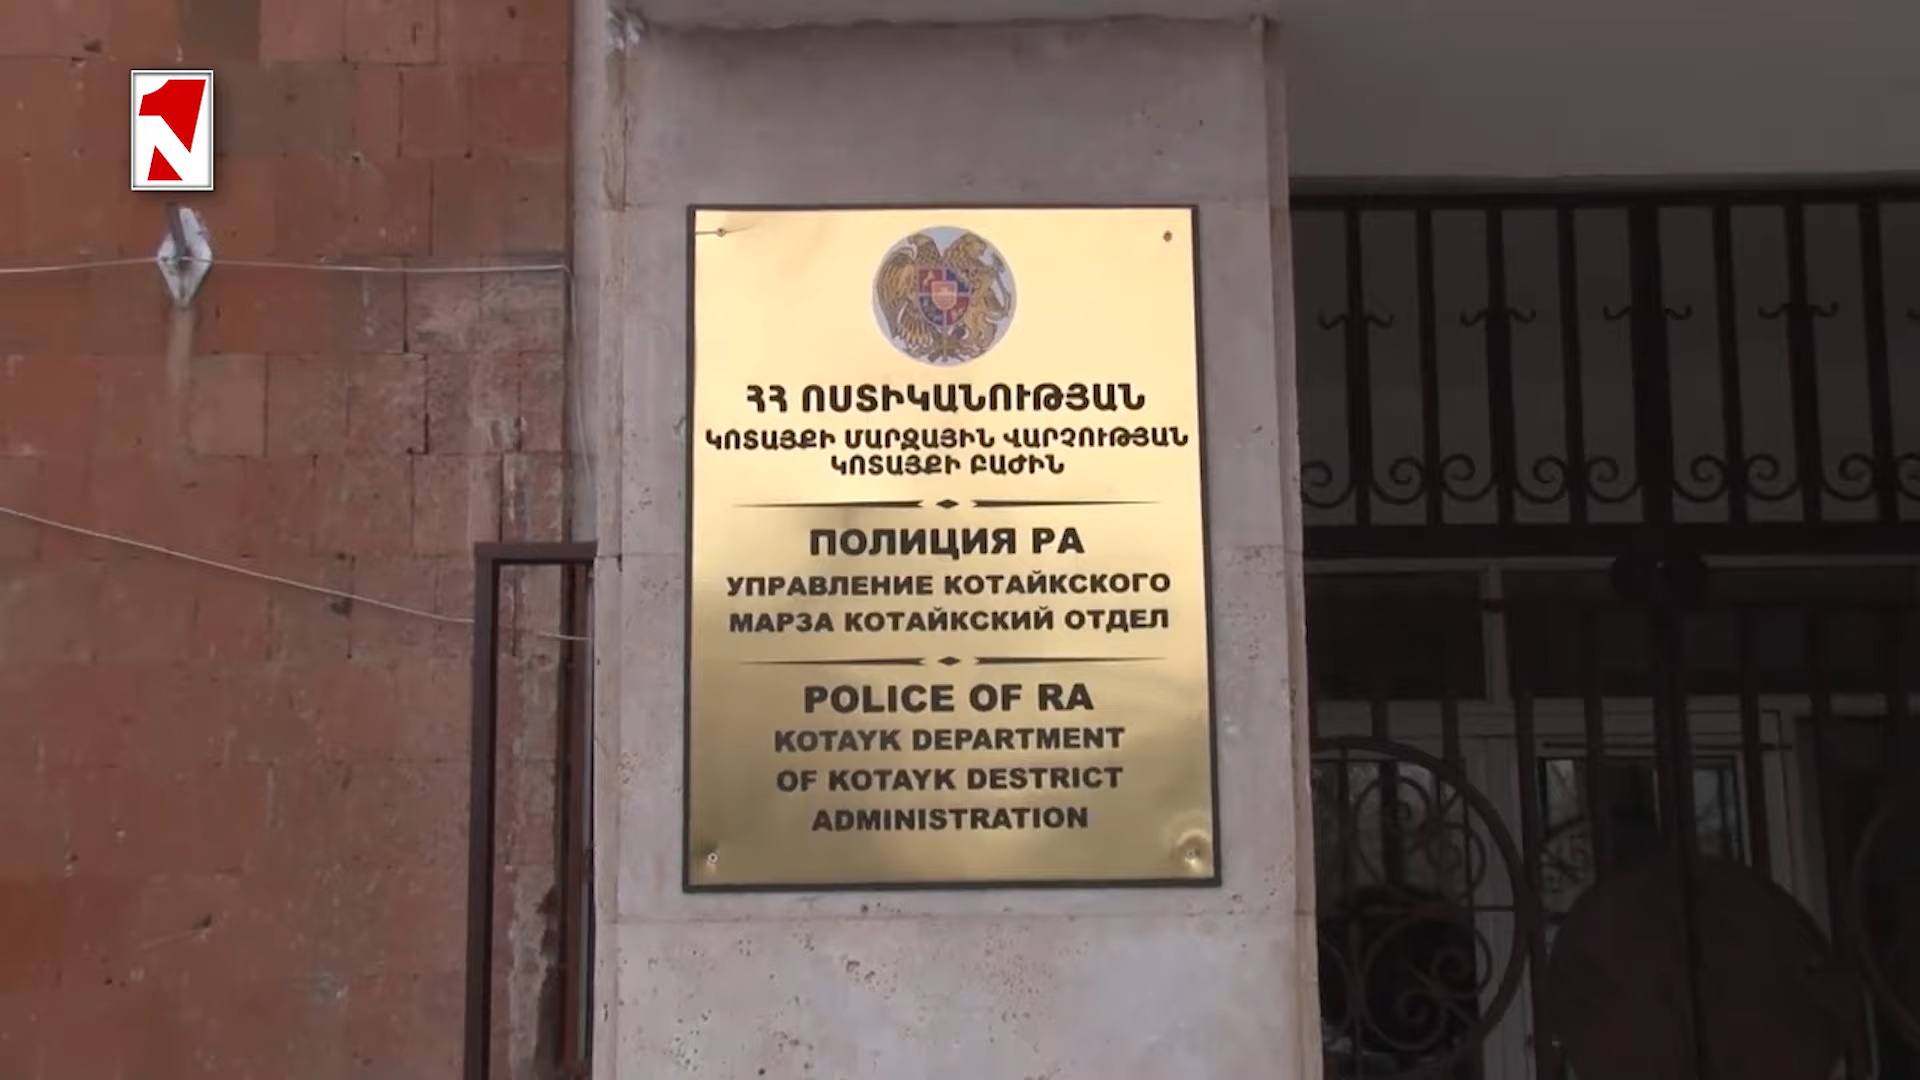 1N
ՀՀ ՈՍՏԻԿԱՆՈՒԹՅԱՆ
ԿՈՏԱՅՔԻ ՄԱՐԶԱՅԻՆ ՎԱՐՉՈՒԹՅԱՆ
ԿՈՏԱՅՔԻ ԲԱԺԻՆ
ПОЛИЦИЯ РА
УПРАВЛЕНИЕ КОТАЙКСКОГО
МАРЗА КОТАЙКСКИЙ ОТДЕЛ
POLICE OF RA
KOTAYK DEPARTMENT
OF KOTAYK DESTRICT
ADMINISTRATION